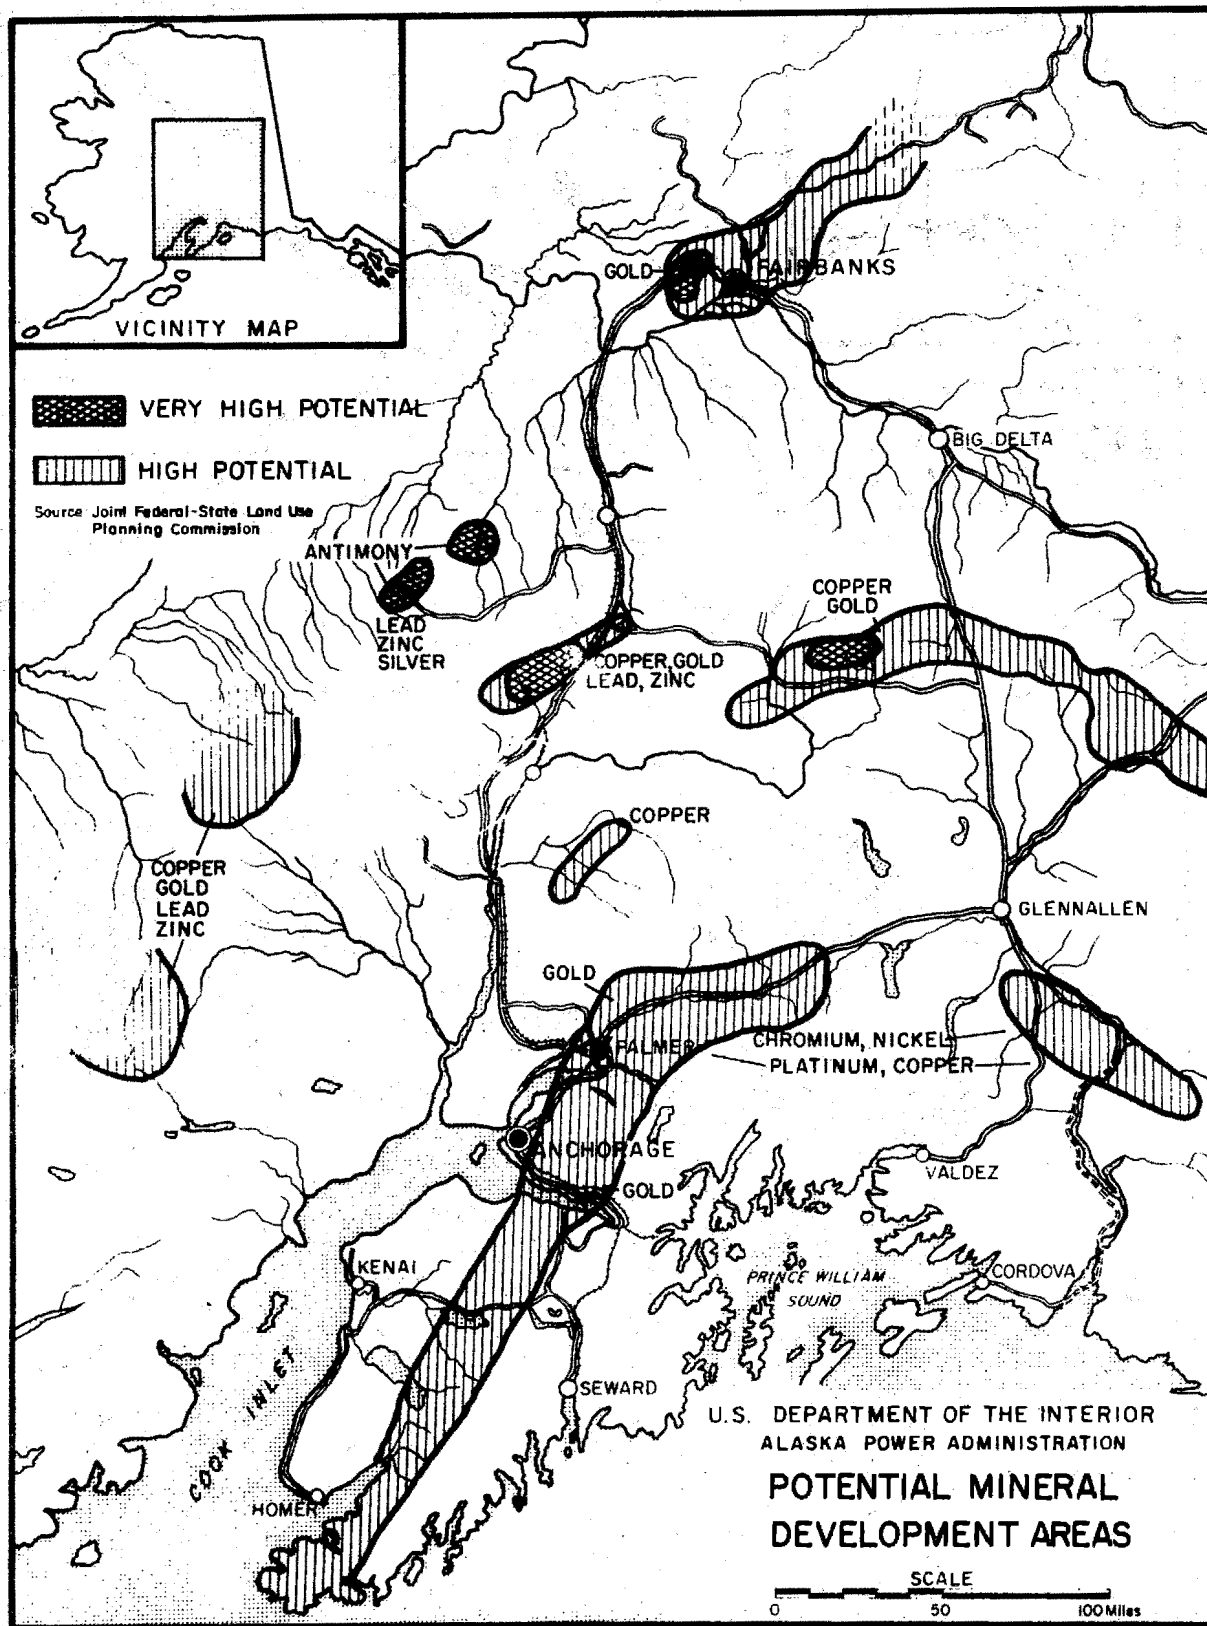 VICINITY MAP
VERY HIGH POTENTIAL
HIGH POTENTIAL
Source Joint Federal-State Land Use
Planning Commission
GOLD
FAIRBANKS
BIG DELTA
ANTIMONY
LEAD
ZINC
SILVER
COPPER
GOLD
COPPER, GOLD
LEAD, ZINC
COPPER
COPPER
GOLD
LEAD
ZINC
GLENNALLEN
GOLD
PALMER
CHROMIUM, NICKEL
PLATINUM, COPPER
ANCHORAGE
VALDEZ
GOLD
KENAI
PRINCE WILLIAM
SOUND
CORDOVA
COOK INLET
SEWARD
HOMER
U.S. DEPARTMENT OF THE INTERIOR
ALASKA POWER ADMINISTRATION
POTENTIAL MINERAL
DEVELOPMENT AREAS
SCALE
0 50 100 Miles